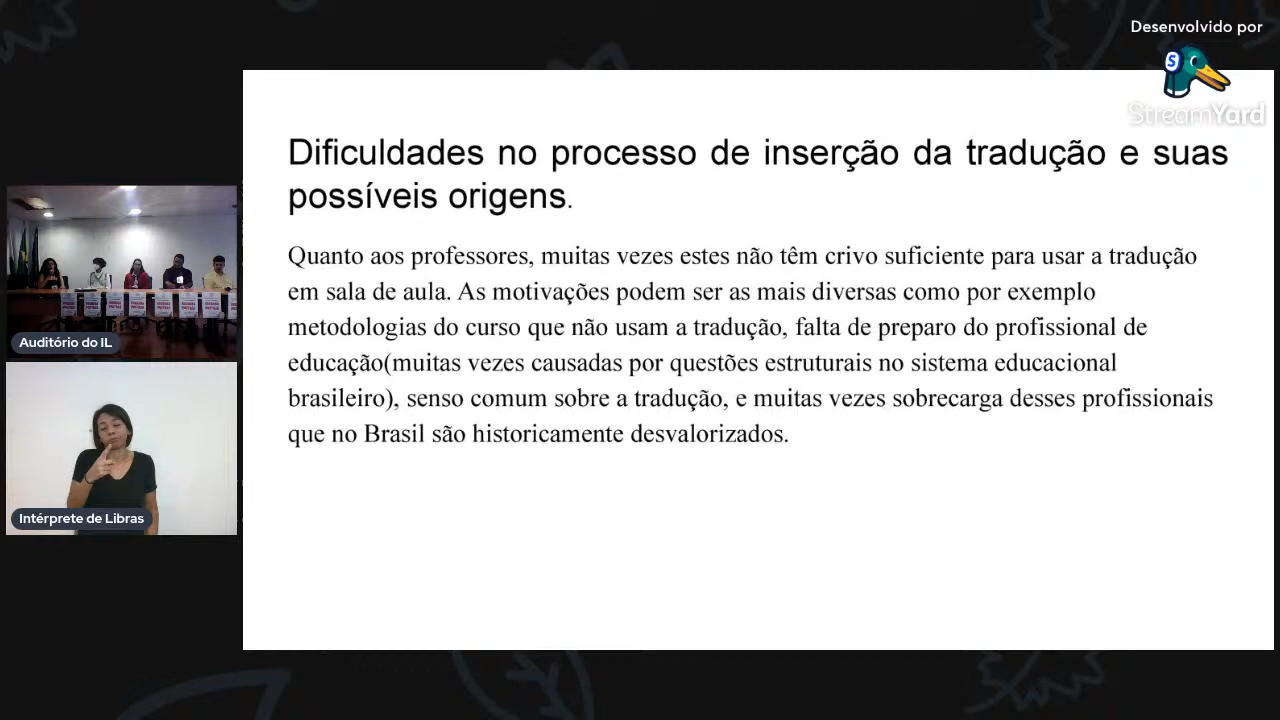 Desenvolvido por
StreamYard
Dificuldades no processo de inserção da tradução e suas
possíveis origens.
Quanto aos professores, muitas vezes estes não têm crivo suficiente para usar a tradução
em sala de aula. As motivações podem ser as mais diversas como por exemplo
metodologias do curso que não usam a tradução, falta de preparo do profissional de
educação(muitas vezes causadas por questões estruturais no sistema educacional
brasileiro), senso comum sobre a tradução, e muitas vezes sobrecarga desses profissionais
que no Brasil são historicamente desvalorizados.
Auditório do IL
Intérprete de Libras